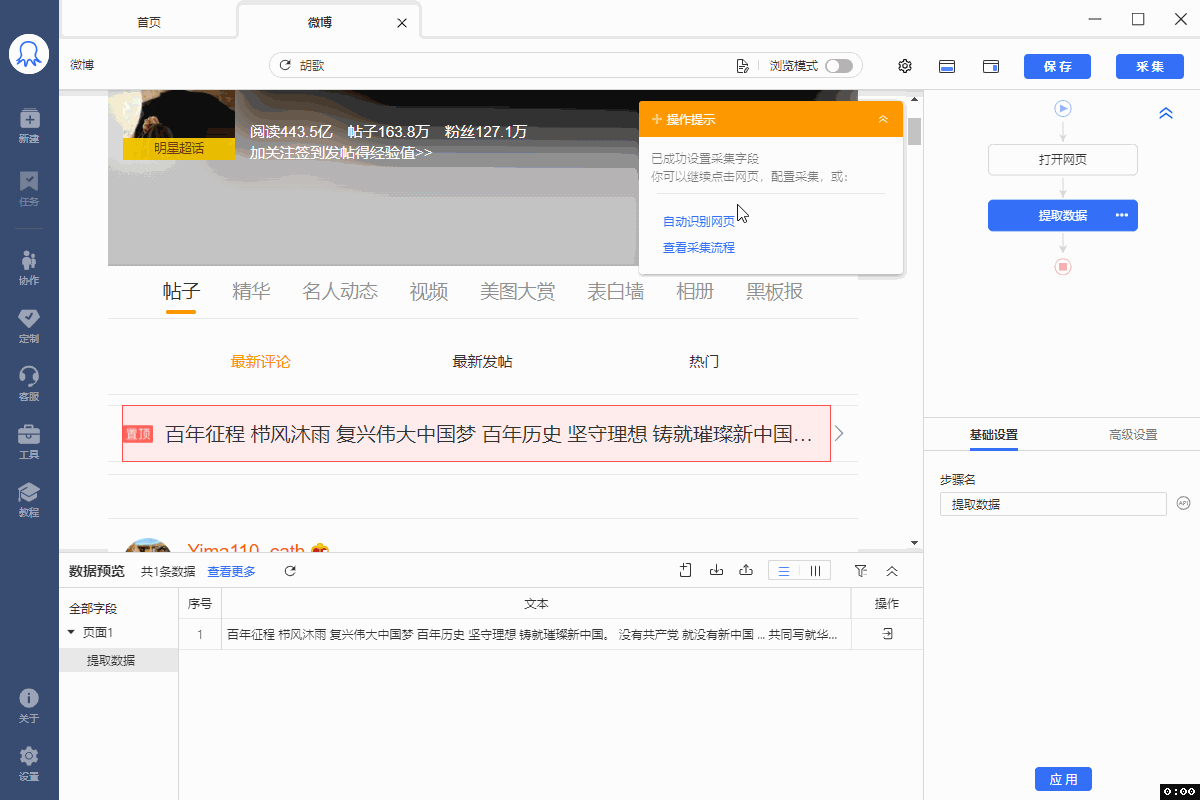 首页
微博
微博
胡歌
浏览模式
保存
采集
新建
任务
协作
定制
客服
工具
教程
关于
设置
明星超话
阅读443.5亿 帖子163.8万 粉丝127.1万
加关注签到发帖得经验值>>
操作提示
已成功设置采集字段
你可以继续点击网页，配置采集，或：
自动识别网页
查看采集流程
帖子 精华 名人动态 视频 美图大赏 表白墙 相册 黑板报
最新评论 最新发帖 热门
置顶 百年征程 栉风沐雨 复兴伟大中国梦 百年历史 坚守理想 铸就璀璨新中国...
Yima110_cath
打开网页
提取数据
基础设置 高级设置
步骤名
提取数据
API
应用
数据预览 共1条数据 查看更多
全部字段
页面1
提取数据
序号 文本 操作
1 百年征程 栉风沐雨 复兴伟大中国梦 百年历史 坚守理想 铸就璀璨新中国。 没有共产党 就没有新中国 ... 共同写就华...
0:00